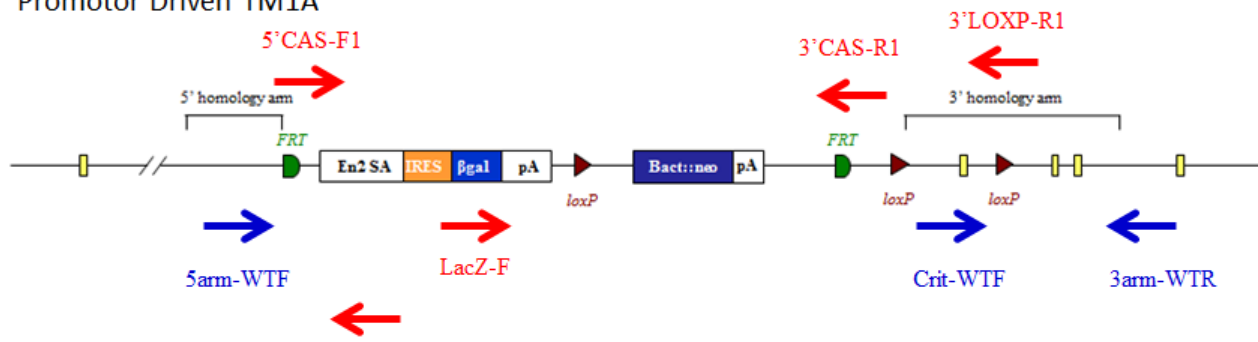 Promotor Driven TM1A
5'CAS-F1
3'CAS-R1
3'LOXP-R1
5' homology arm
3' homology arm
FRT
FRT
En2 SA IRES βgal pA
Bact::neo pA
loxP
loxP
loxP
5arm-WTF
LacZ-F
Crit-WTF
3arm-WTR